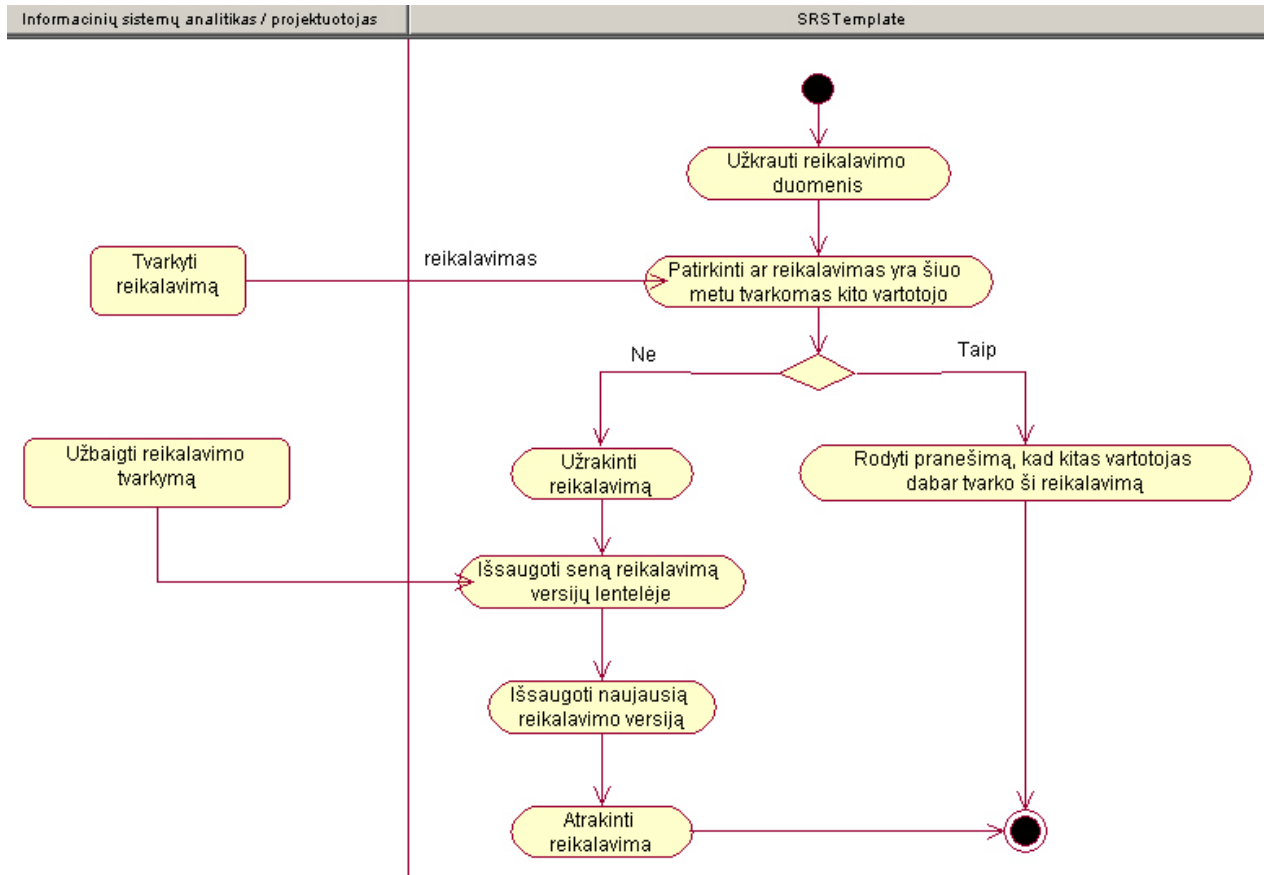 Informacinių sistemų analitikas / projektuotojas
SRSTemplate
Užkrauti reikalavimo
duomenis
Tvarkyti
reikalavimą
reikalavimas
Patirkinti ar reikalavimas yra šiuo
metu tvarkomas kito vartotojo
Ne
Taip
Užbaigti reikalavimo
tvarkymą
Užrakinti
reikalavimą
Rodyti pranešimą, kad kitas vartotojas
dabar tvarko ši reikalavimą
Išsaugoti seną reikalavimą
versijų lentelėje
Išsaugoti naujausią
reikalavimo versiją
Atrakinti
reikalavima